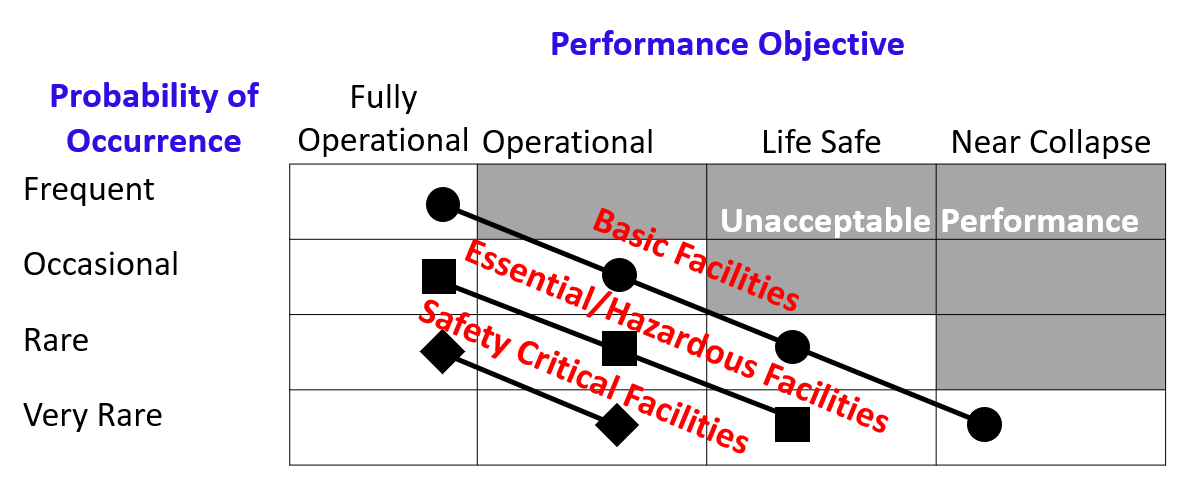 Performance Objective
Probability of
Occurrence
Fully
Operational
Operational
Life Safe
Near Collapse
Frequent
Unacceptable Performance
Basic Facilities
Occasional
Essential/Hazardous Facilities
Rare
Safety Critical Facilities
Very Rare